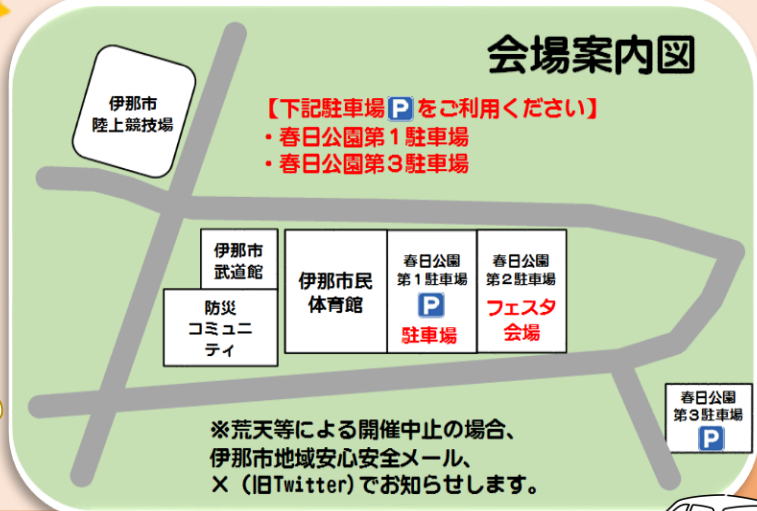 会場案内図
伊那市
陸上競技場
【下記駐車場Pをご利用ください】
・春日公園第1駐車場
・春日公園第3駐車場
伊那市
武道館
防災
コミュニ
ティ
伊那市民
体育館
春日公園
第1駐車場
P
駐車場
春日公園
第2駐車場
フェスタ
会場
春日公園
第3駐車場
P
※荒天等による開催中止の場合、
伊那市地域安心安全メール、
X（旧Twitter)でお知らせします。